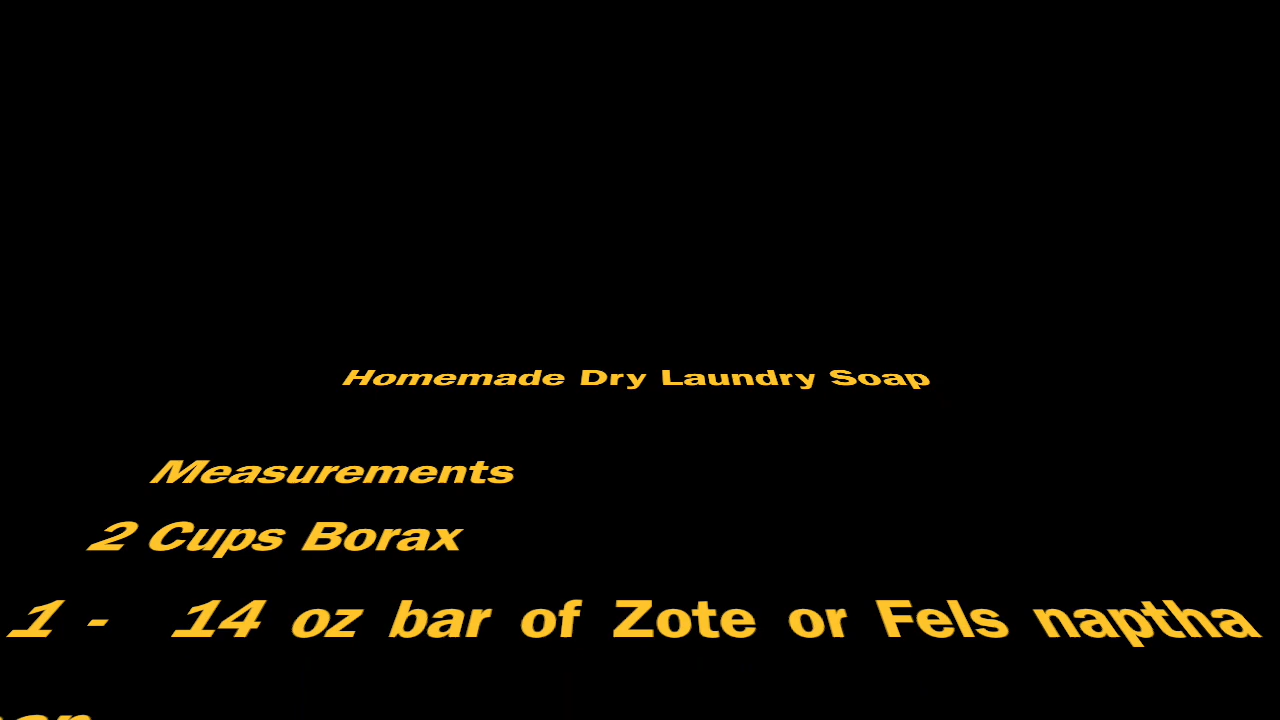 Homemade Dry Laundry Soap
Measurements
2 Cups Borax
1 - 14 oz bar of Zote or Fels naptha